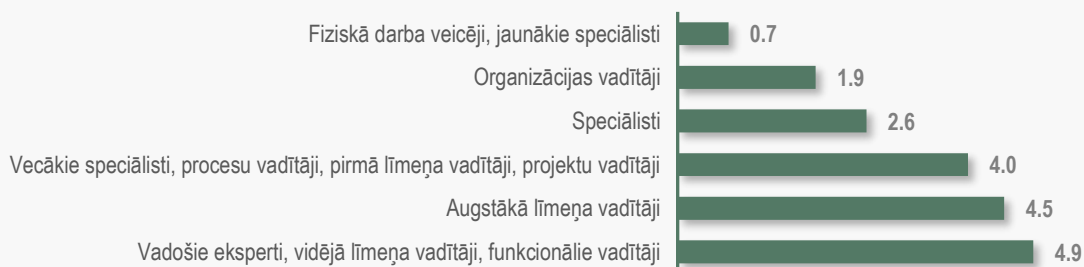 Fiziskā darba veicēji, jaunākie speciālisti 0.7
Organizācijas vadītāji 1.9
Speciālisti 2.6
Vecākie speciālisti, procesu vadītāji, pirmā līmeņa vadītāji, projektu vadītāji 4.0
Augstākā līmeņa vadītāji 4.5
Vadošie eksperti, vidējā līmeņa vadītāji, funkcionālie vadītāji 4.9